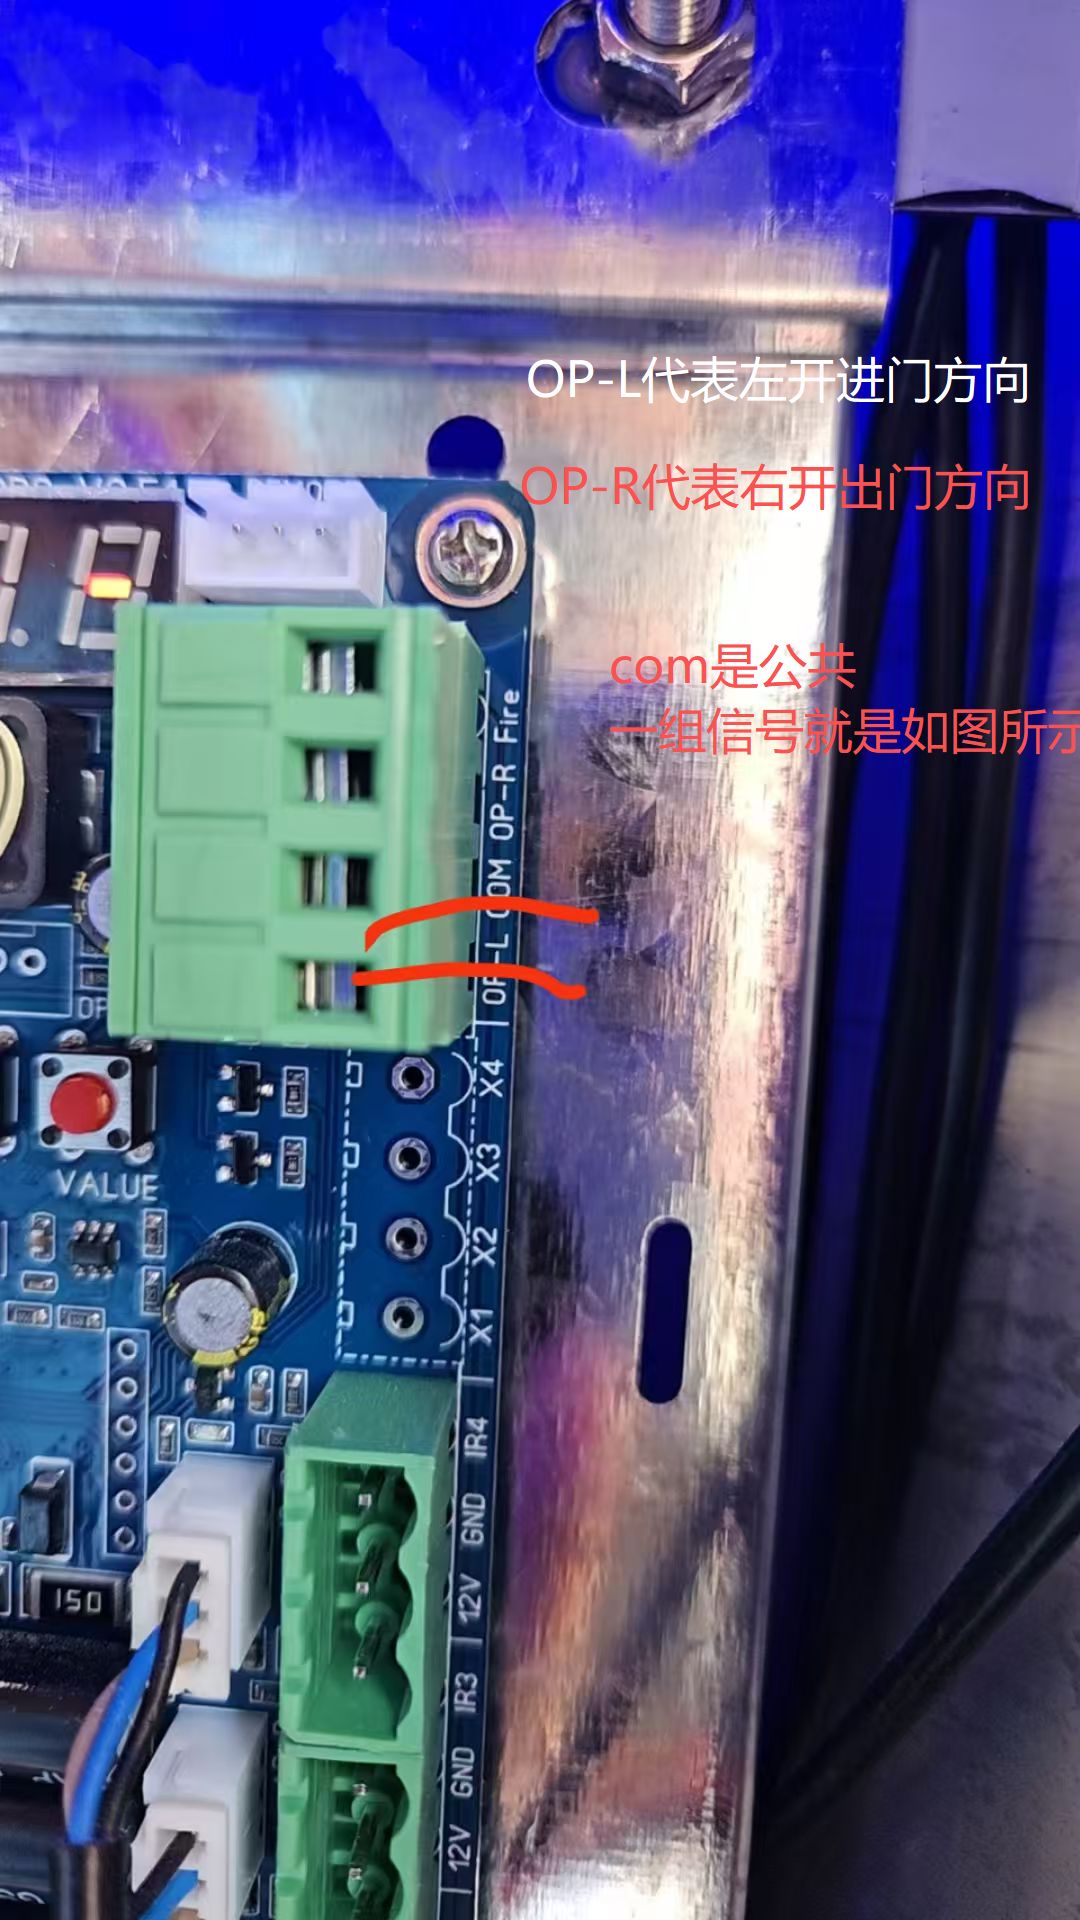 OP-L代表左开进门方向
OP-R代表右开出门方向
com是公共
一组信号就是如图所示
Fire
OP-R
COM
OP-L
X4
X3
X2
X1
VALUE
IR4
GND
12V
IR3
GND
12V
150